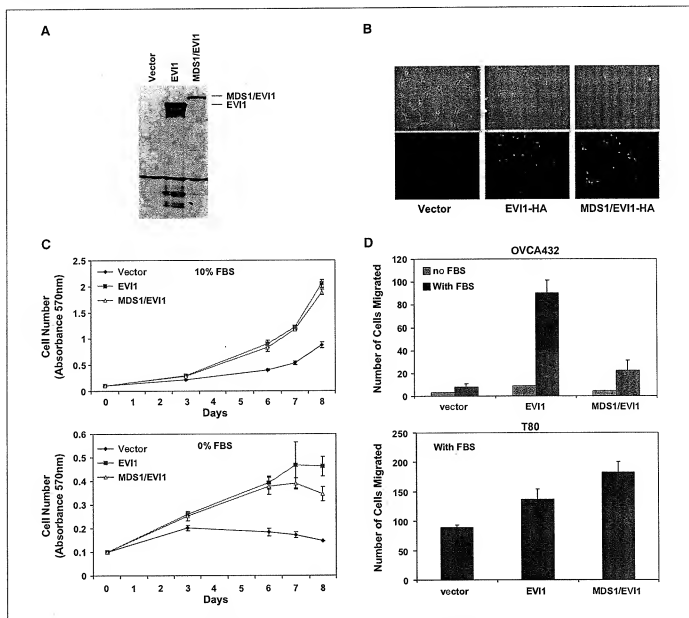 A
Vector
EVI1
MDS1/EVI1
MDS1/EVI1
EVI1
B
Vector
EVI1-HA
MDS1/EVI1-HA
C
Vector
EVI1
MDS1/EVI1
10% FBS
Cell Number
(Absorbance 570nm)
2.5
2
1.5
1
0.5
0
0 1 2 3 4 5 6 7 8
Days
Vector
EVI1
MDS1/EVI1
0% FBS
Cell Number
(Absorbance 570nm)
0.6
0.5
0.4
0.3
0.2
0.1
0
0 1 2 3 4 5 6 7 8
Days
D
OVCA432
no FBS
With FBS
Number of Cells Migrated
120
100
80
60
40
20
0
vector EVI1 MDS1/EVI1
T80
With FBS
Number of Cells Migrated
250
200
150
100
50
0
vector EVI1 MDS1/EVI1